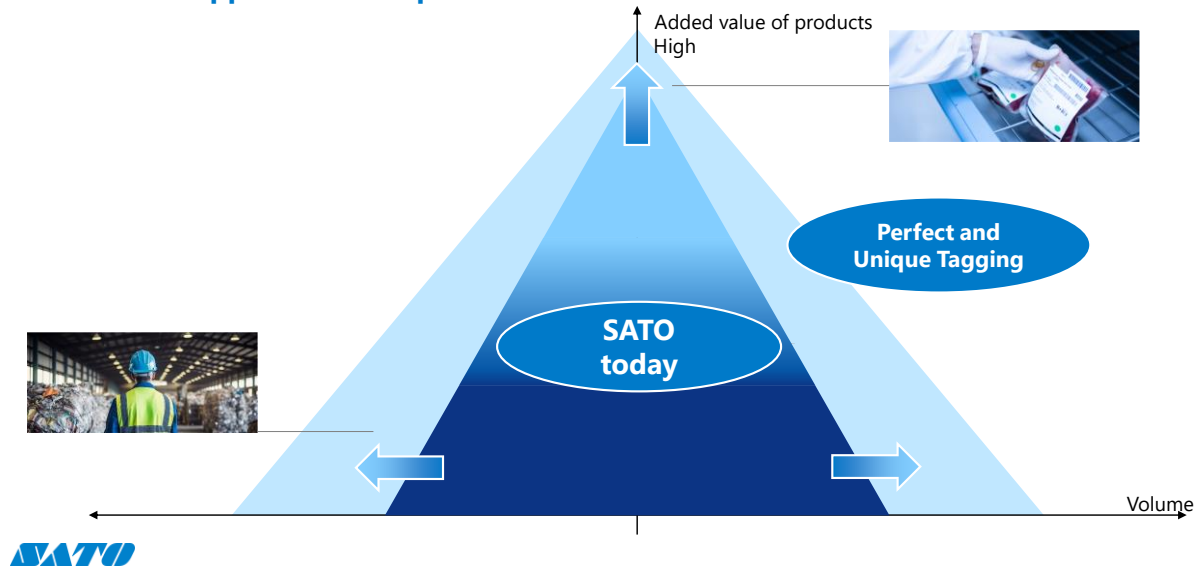 Added value of products
High
Perfect and
Unique Tagging
SATO
today
Volume
SATO